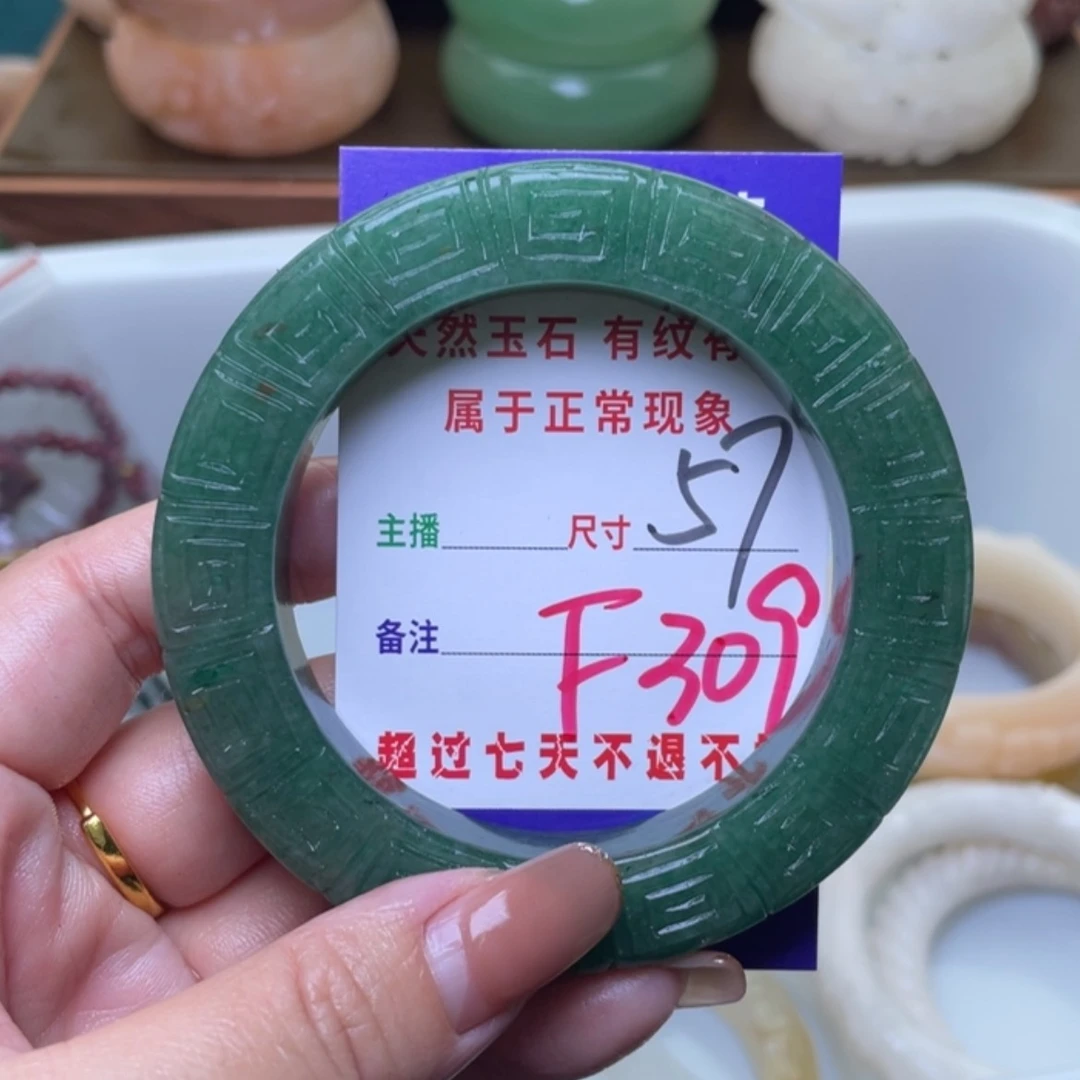 天然玉石 有纹有
属于正常现象
主播 尺寸 57
备注 F309
超过七天不退不